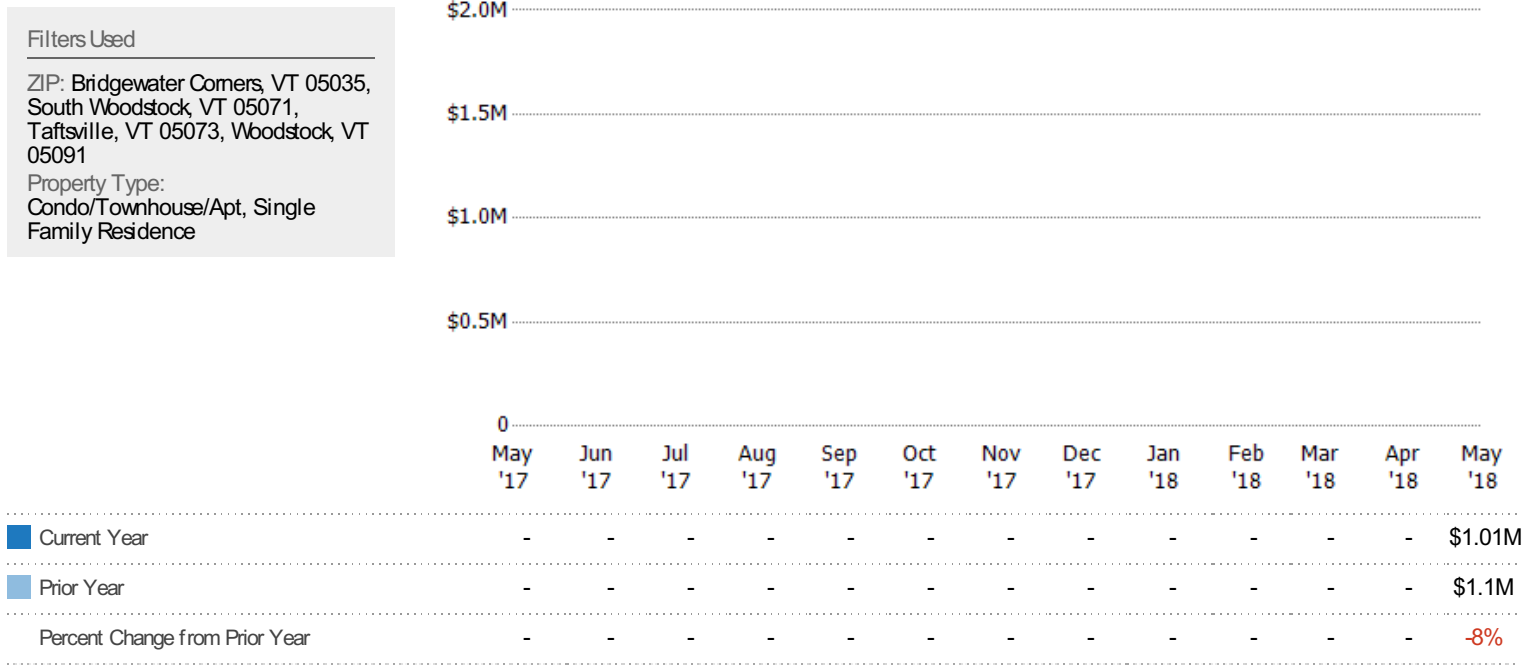 Filters Used
ZIP: Bridgewater Corners, VT 05035,
South Woodstock, VT 05071,
Taftsville, VT 05073, Woodstock, VT
05091
Property Type:
Condo/Townhouse/Apt, Single
Family Residence
$2.0M
$1.5M
$1.0M
$0.5M
0
May Jun Jul Aug Sep Oct Nov Dec Jan Feb Mar Apr May
'17 '17 '17 '17 '17 '17 '17 '17 '18 '18 '18 '18 '18
Current Year - - - - - - - - - - - - $1.01M
Prior Year - - - - - - - - - - - - $1.1M
Percent Change from Prior Year - - - - - - - - - - - - -8%